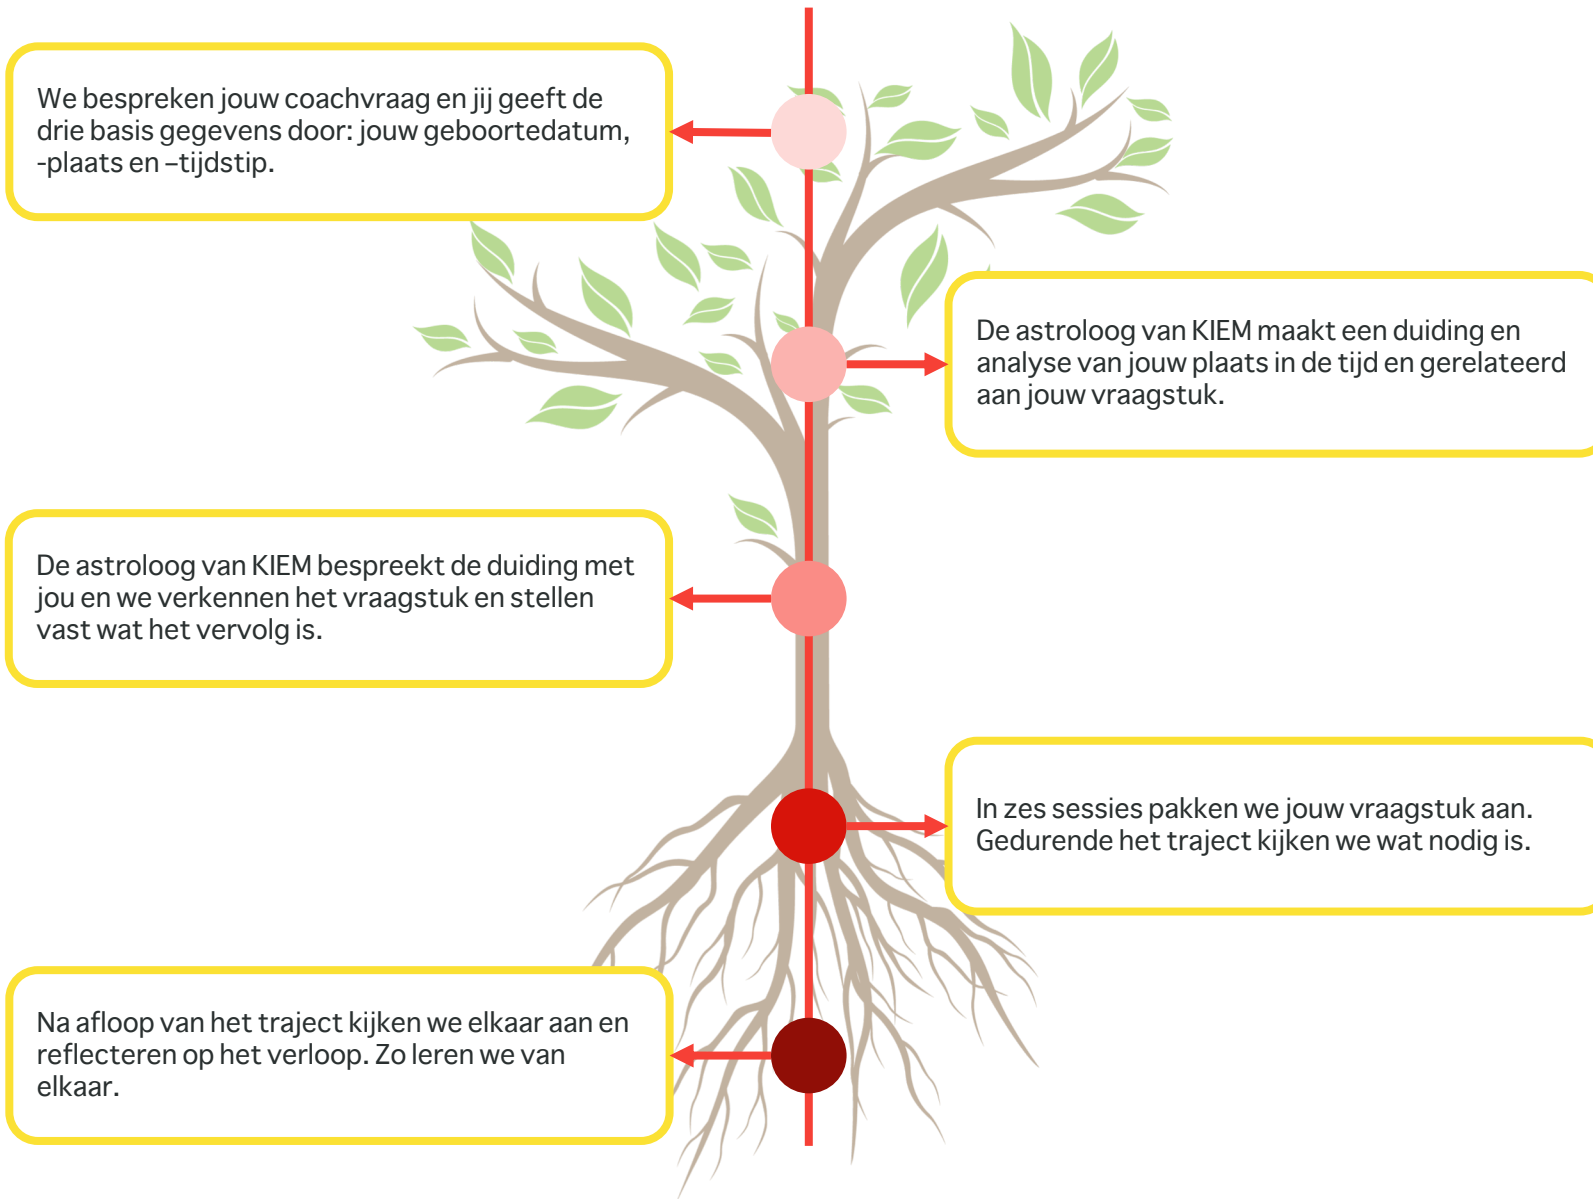 We bespreken jouw coachvraag en jij geeft de
drie basis gegevens door: jouw geboortedatum,
-plaats en –tijdstip.
De astroloog van KIEM maakt een duiding en
analyse van jouw plaats in de tijd en gerelateerd
aan jouw vraagstuk.
De astroloog van KIEM bespreekt de duiding met
jou en we verkennen het vraagstuk en stellen
vast wat het vervolg is.
In zes sessies pakken we jouw vraagstuk aan.
Gedurende het traject kijken we wat nodig is.
Na afloop van het traject kijken we elkaar aan en
reflecteren op het verloop. Zo leren we van
elkaar.